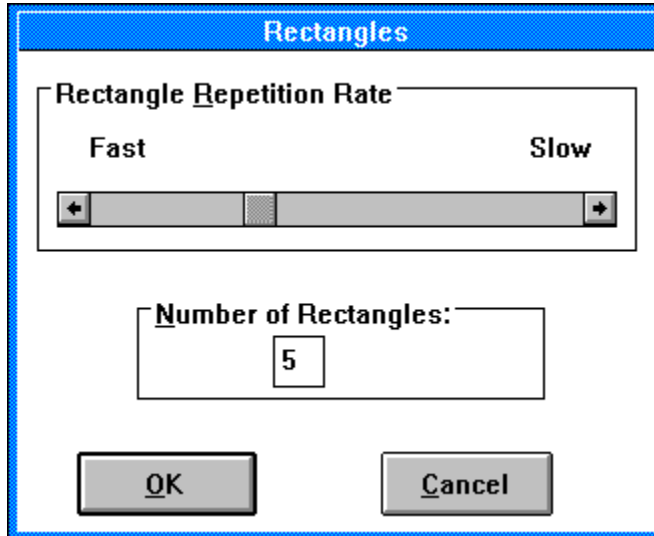 Rectangles
Rectangle Repetition Rate
Fast Slow
Number of Rectangles:
5
OK Cancel